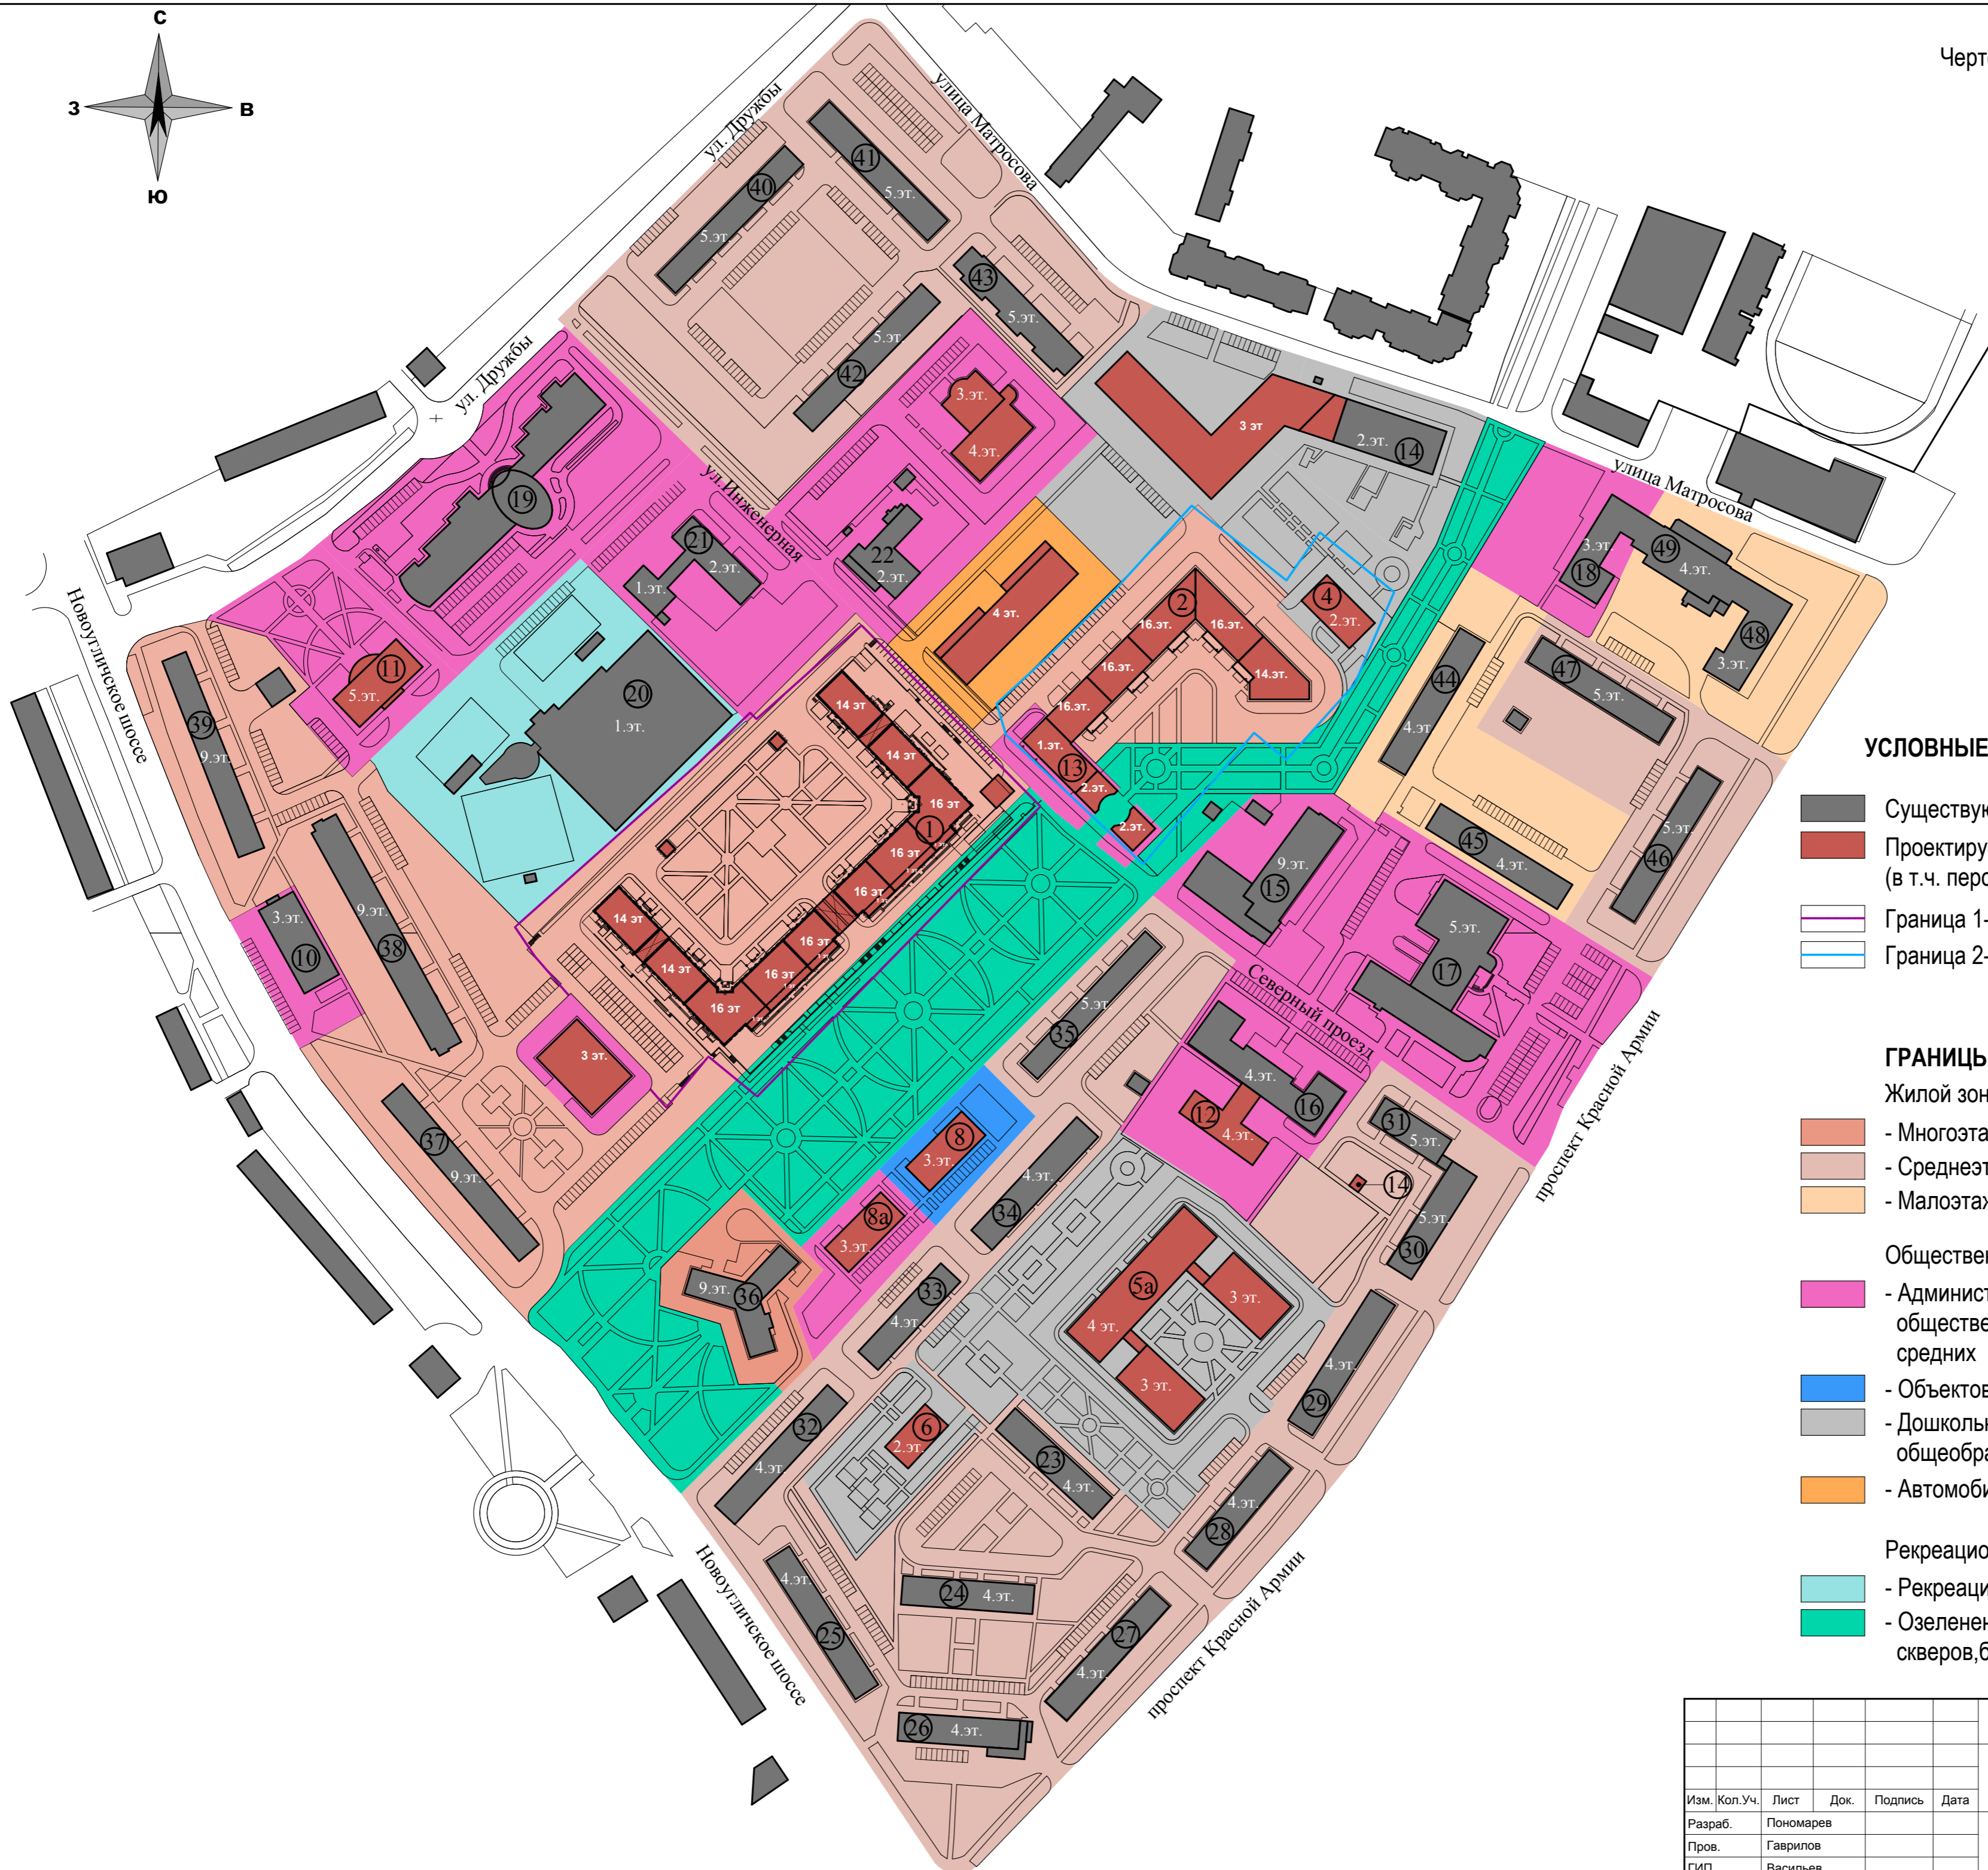 С
З
В
Ю
Черт
ул. Дружбы
улица Матросова
41
5.эт.
40
5.эт.
43
5.эт.
42
5.эт.
ул. Дружбы
3.эт.
4.эт.
3 эт
2.эт.
14
улица Матросова
19
ул.Инженерная
21
2.эт.
1.эт.
22
2.эт.
4 эт.
2
16.эт.
16.эт.
16.эт.
16.эт.
14.эт.
4
2.эт.
3.эт.
18
49
4.эт.
48
3.эт.
47
5.эт.
44
4.эт
Новоугличское шоссе
11
5.эт.
20
1.эт.
39
9.эт.
14 эт
14 эт
16 эт
1
16 эт
16 эт
16 эт
16 эт
16 эт
14 эт
14 эт
1.эт.
13
2.эт.
2.эт.
45
4.эт.
5.эт.
46
9.эт.
15
5.эт.
17
УСЛОВНЫЕ
Существую
Проектиру
(в т.ч. перс
Граница 1-
Граница 2-
9.эт.
38
3.эт.
10
3 эт.
37
9.эт.
5.эт
35
Северный проезд
4.эт.
16
12
4.эт.
31
5.эт.
14
5.эт.
30
проспект Красной Армии
ГРАНИЦЫ
Жилой зон
- Многоэта
- Среднеэт
- Малоэтаж
Обществен
- Админист
обществе
средних
- Объектов
- Дошкольн
общеобра
- Автомоби
Рекреацио
- Рекреаци
- Озеленен
скверов,б
8
3.эт.
8а
3.эт.
4.эт.
34
9.эт.
36
33
4.эт.
5а
3 эт.
4 эт.
3 эт.
4.эт.
29
32
4.эт.
6
2.эт.
23
4.эт.
4.эт.
28
Новоугличское шоссе
4.эт.
25
24
4.эт.
27
4.эт.
26
4.эт.
проспект Красной Армии
Изм.
Кол.Уч.
Лист
Док.
Подпись
Дата
Разраб.
Пономарев
Пров.
Гаврилов
ГИП
Васильев